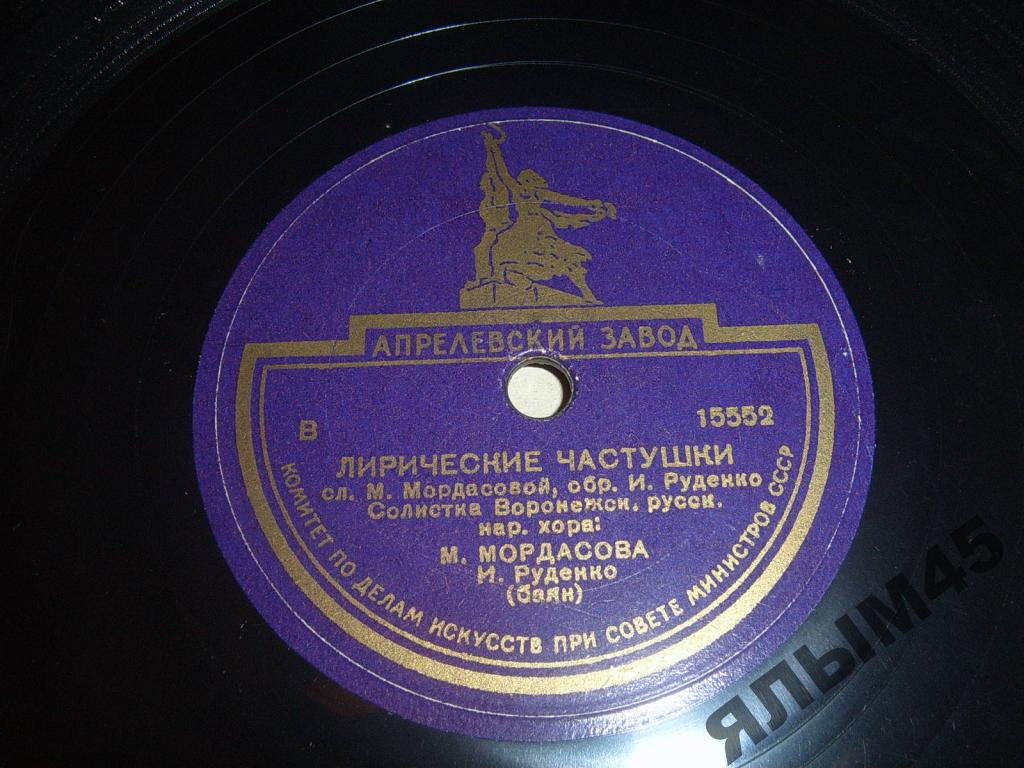 АПРЕЛЕВСКИЙ ЗАВОД
В 15552
ЛИРИЧЕСКИЕ ЧАСТУШКИ
сл. М. Мордасовой, обр. И. Руденко
Солистка Воронежск. русск.
нар. хора:
М. МОРДАСОВА
И. Руденко
(баян)
КОМИТЕТ ПО ДЕЛАМ ИСКУССТВ ПРИ СОВЕТЕ МИНИСТРОВ СССР
ЯЛЫМ45